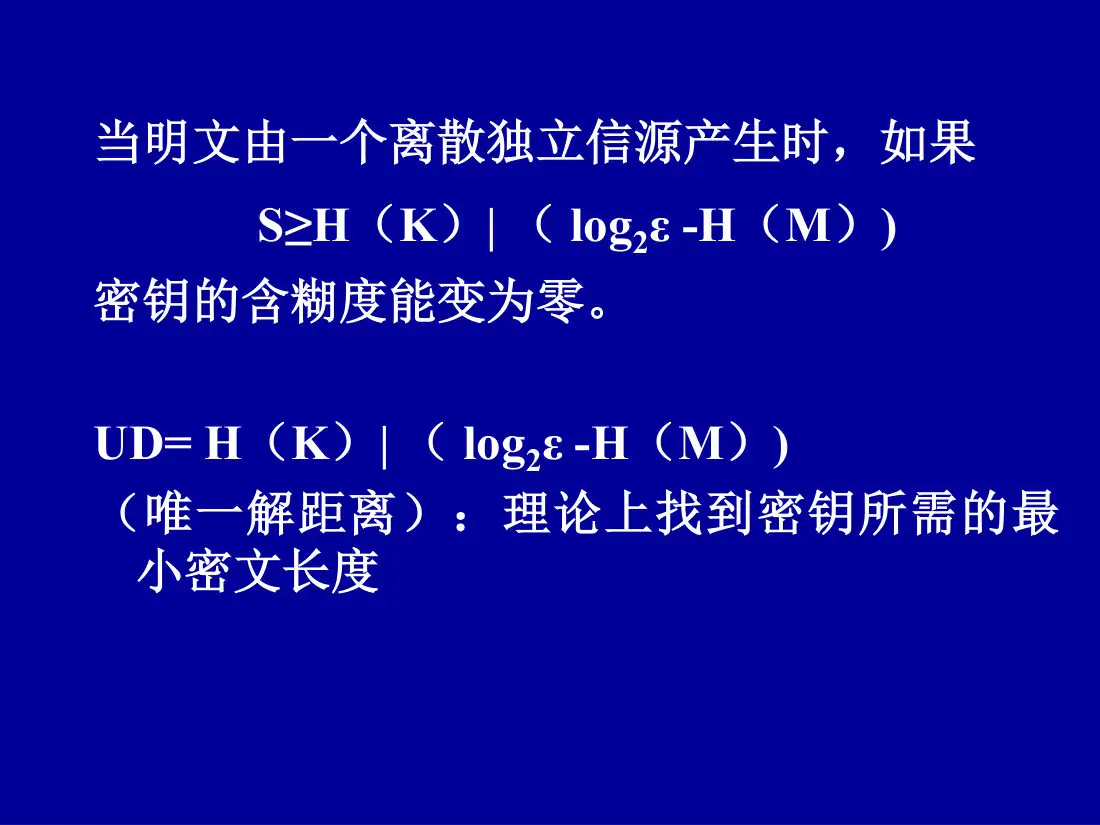 当明文由一个离散独立信源产生时，如果
S≥H（K）| （ log₂ε -H（M）)
密钥的含糊度能变为零。
UD= H（K）| （ log₂ε -H（M）)
（唯一解距离）：理论上找到密钥所需的最
小密文长度